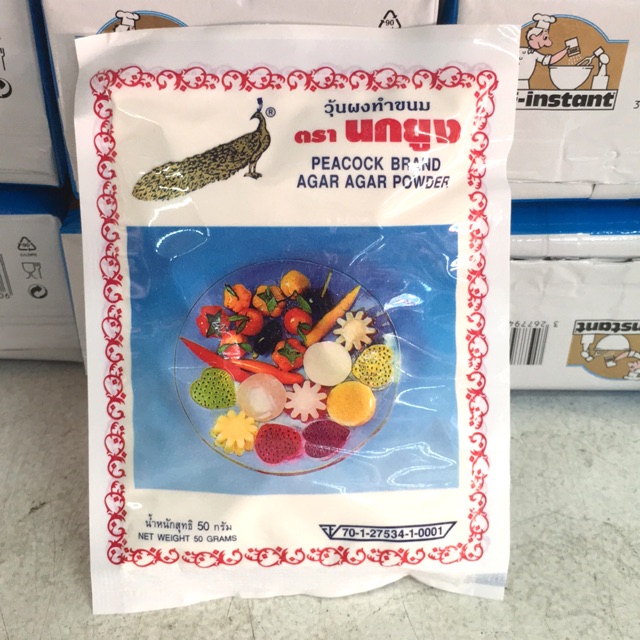 ®
วุ้นผงทำขนม
ตรา นกยูง
PEACOCK BRAND
AGAR AGAR POWDER
น้ำหนักสุทธิ 50 กรัม
NET WEIGHT 50 GRAMS
70-1-27534-1-0001
-instant